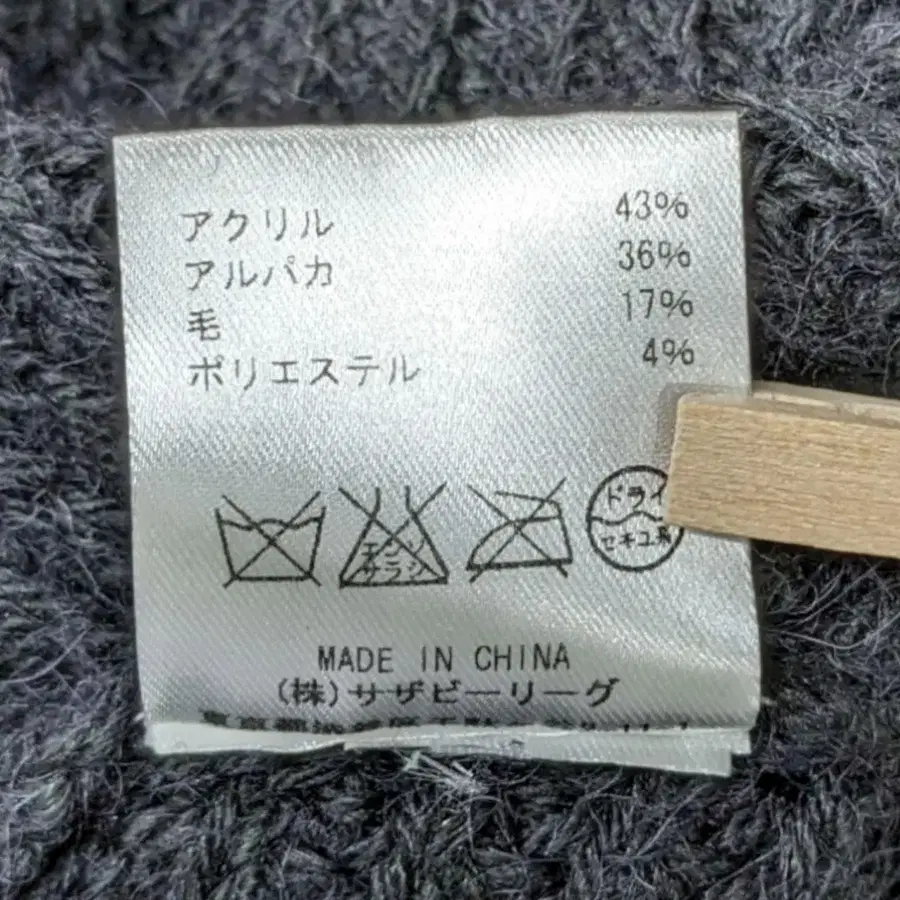 アクリル 43%
アルパカ 36%
毛 17%
ポリエステル 4%
エンソ
サラシ
ドライ
セキユ系
MADE IN CHINA
(株)サザビーリーグ